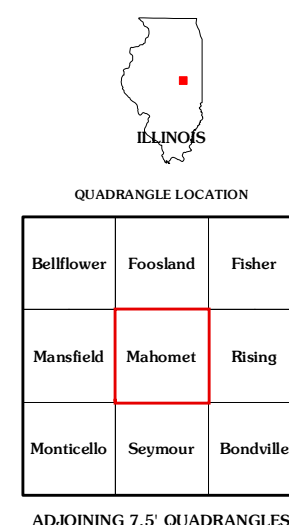 ILLINOIS
QUADRANGLE LOCATION
Bellflower Foosland Fisher
Mansfield Mahomet Rising
Monticello Seymour Bondville
ADJOINING 7.5' QUADRANGLES